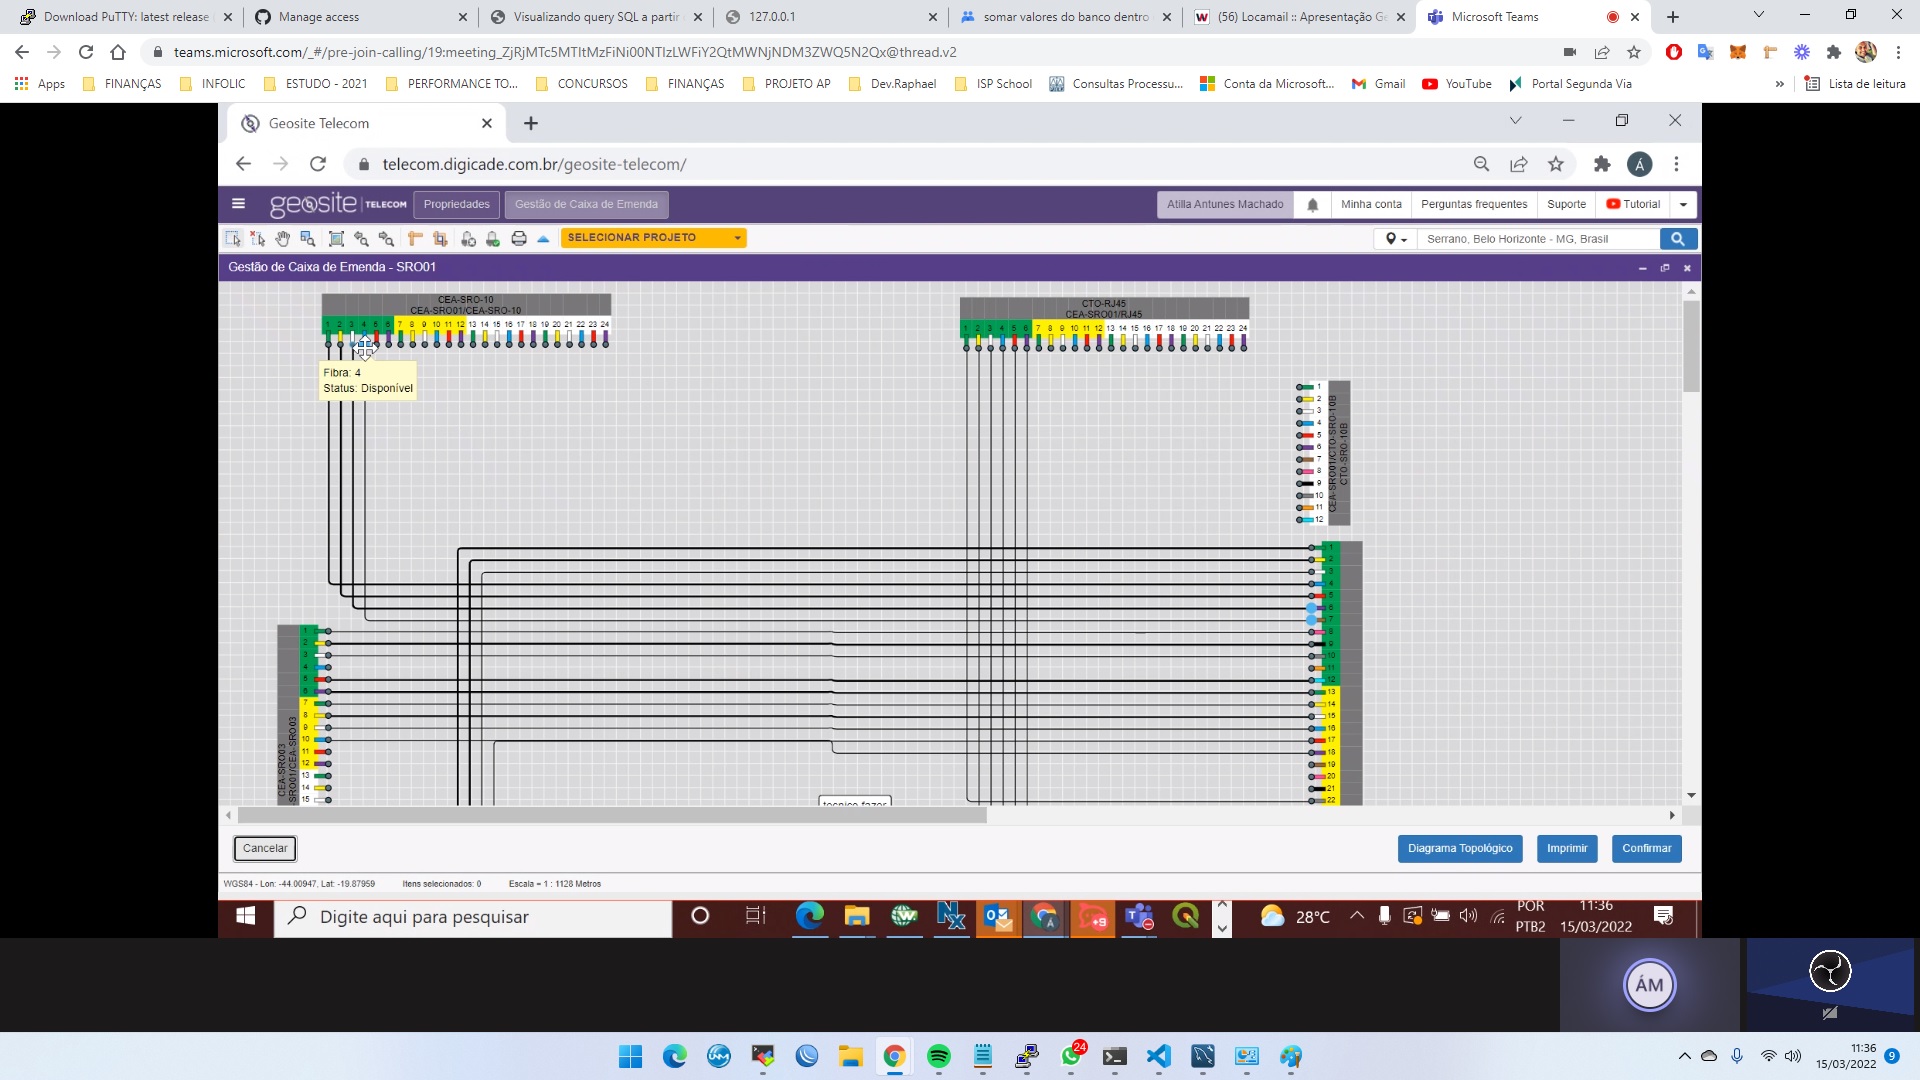 Download PuTTY: latest release
Manage access
Visualizando query SQL a partir
127.0.0.1
somar valores do banco dentro
(56) Locamail :: Apresentação Ge
Microsoft Teams
teams.microsoft.com/_#/pre-join-calling/19:meeting_ZjRjMTc5MTItMzFiNi00NTIzLWFiY2QtMWNjNDM3ZWQ5N2Qx@thread.v2
Apps
FINANÇAS
INFOLIC
ESTUDO - 2021
PERFORMANCE TO...
CONCURSOS
FINANÇAS
PROJETO AP
Dev.Raphael
ISP School
Consultas Processu...
Conta da Microsoft...
Gmail
YouTube
Portal Segunda Via
»
Lista de leitura
Geosite Telecom
telecom.digicade.com.br/geosite-telecom/
Á
geosite TELECOM
Propriedades
Gestão de Caixa de Emenda
Atilla Antunes Machado
Minha conta
Perguntas frequentes
Suporte
Tutorial
SELECIONAR PROJETO
Serrano, Belo Horizonte - MG, Brasil
Gestão de Caixa de Emenda - SRO01
CEA-SRO-10
CEA-SRO01/CEA-SRO-10
1 2 3 4 5 6 7 8 9 10 11 12 13 14 15 16 17 18 19 20 21 22 23 24
CTO-RJ45
CEA-SRO01/RJ45
1 2 3 4 5 6 7 8 9 10 11 12 13 14 15 16 17 18 19 20 21 22 23 24
Fibra: 4
Status: Disponível
1
2
3
4
5
6
7
8
9
10
11
12
CEA-SRO01/CTO-SRO-10B
CTO-SRO-10B
1
2
3
4
5
6
7
8
9
10
11
12
13
14
15
16
17
18
19
20
21
22
CEA-SRO03
SRO01/CEA-SRO03
1
2
3
4
5
6
7
8
9
10
11
12
13
14
15
tecnico fazer
Cancelar
Diagrama Topológico
Imprimir
Confirmar
WGS84 - Lon: -44.00947, Lat: -19.87959
Itens selecionados: 0
Escala = 1 : 1128 Metros
Digite aqui para pesquisar
+9
28°C
POR
PTB2
11:36
15/03/2022
ÁM
24
11:36
15/03/2022
9